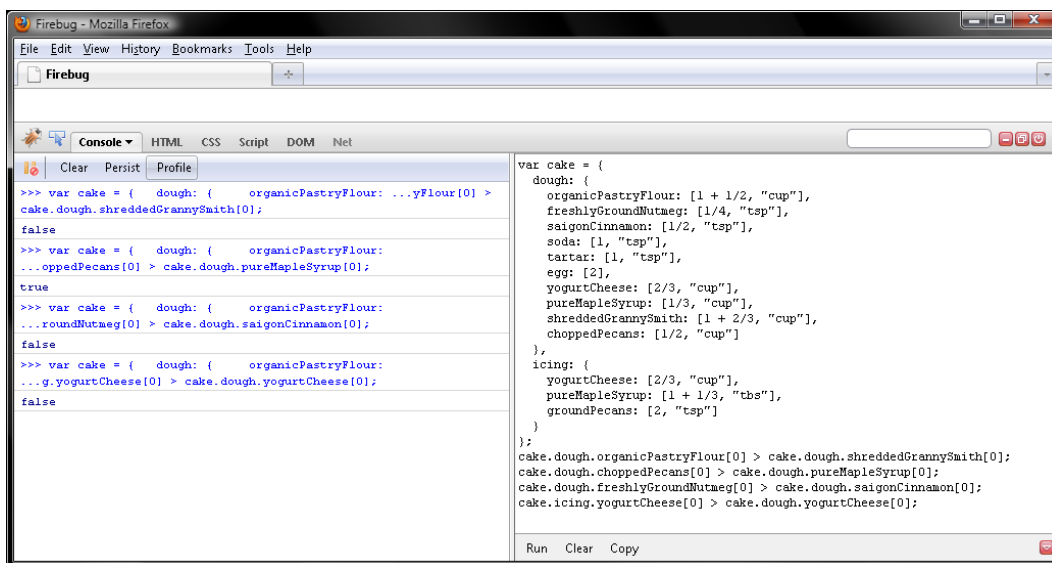 Firebug - Mozilla Firefox
File Edit View History Bookmarks Tools Help
Firebug
Console HTML CSS Script DOM Net
Clear Persist Profile
>>> var cake = { dough: { organicPastryFlour: ...yFlour[0] >
cake.dough.shreddedGrannySmith[0];
false
>>> var cake = { dough: { organicPastryFlour:
...oppedPecans[0] > cake.dough.pureMapleSyrup[0];
true
>>> var cake = { dough: { organicPastryFlour:
...roundNutmeg[0] > cake.dough.saigonCinnamon[0];
false
>>> var cake = { dough: { organicPastryFlour:
...g.yogurtCheese[0] > cake.dough.yogurtCheese[0];
false
var cake = {
  dough: {
    organicPastryFlour: [1 + 1/2, "cup"],
    freshlyGroundNutmeg: [1/4, "tsp"],
    saigonCinnamon: [1/2, "tsp"],
    soda: [1, "tsp"],
    tartar: [1, "tsp"],
    egg: [2],
    yogurtCheese: [2/3, "cup"],
    pureMapleSyrup: [1/3, "cup"],
    shreddedGrannySmith: [1 + 2/3, "cup"],
    choppedPecans: [1/2, "cup"]
  },
  icing: {
    yogurtCheese: [2/3, "cup"],
    pureMapleSyrup: [1 + 1/3, "tbs"],
    groundPecans: [2, "tsp"]
  }
};
cake.dough.organicPastryFlour[0] > cake.dough.shreddedGrannySmith[0];
cake.dough.choppedPecans[0] > cake.dough.pureMapleSyrup[0];
cake.dough.freshlyGroundNutmeg[0] > cake.dough.saigonCinnamon[0];
cake.icing.yogurtCheese[0] > cake.dough.yogurtCheese[0];
Run Clear Copy